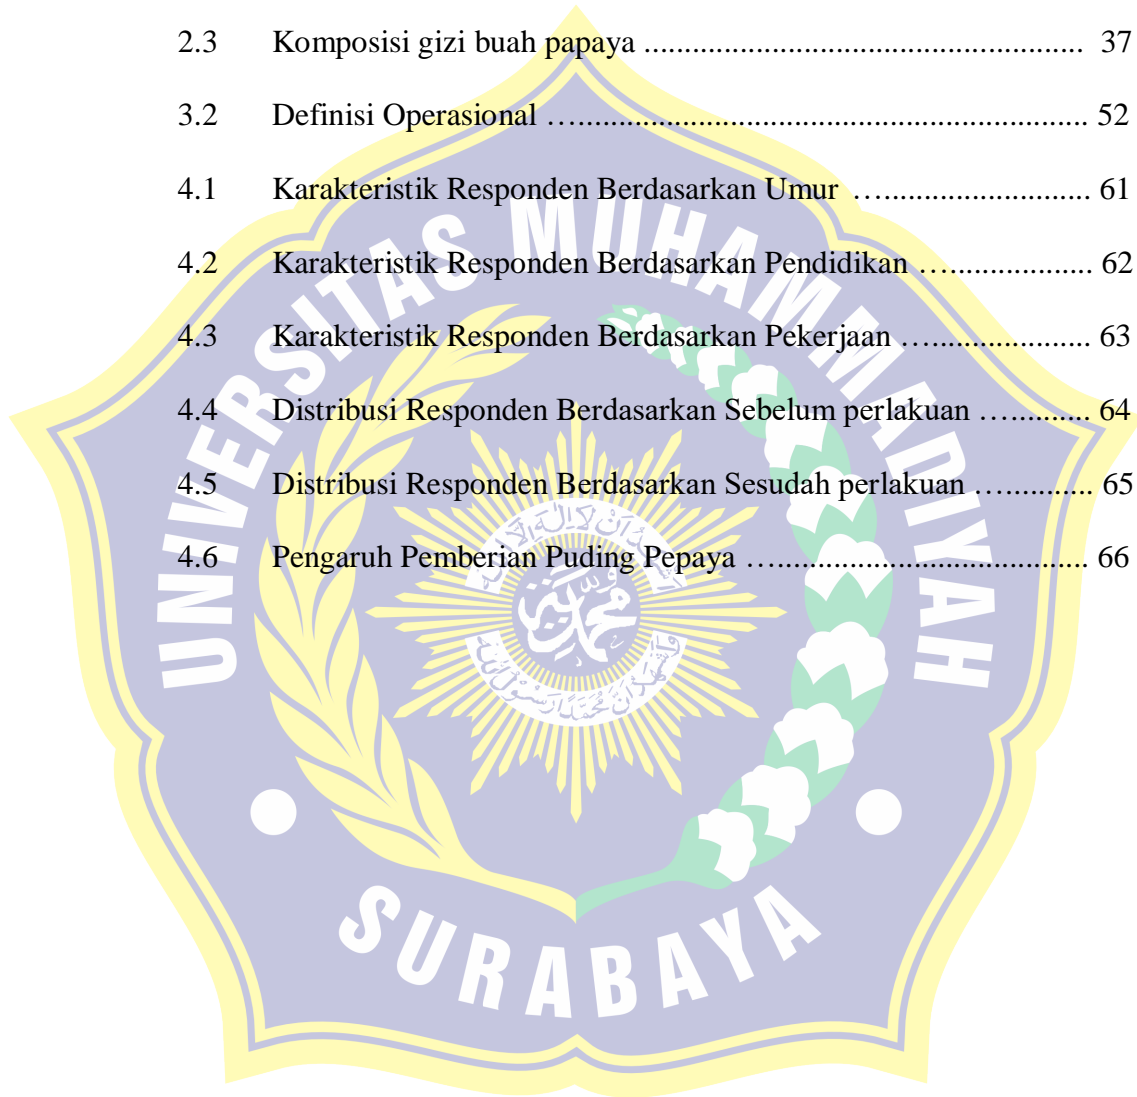 2.3 Komposisi gizi buah papaya ....................................................... 37
3.2 Definisi Operasional …................................................................ 52
4.1 Karakteristik Responden Berdasarkan Umur …......................... 61
4.2 Karakteristik Responden Berdasarkan Pendidikan ….................. 62
4.3 Karakteristik Responden Berdasarkan Pekerjaan …................... 63
4.4 Distribusi Responden Berdasarkan Sebelum perlakuan …......... 64
4.5 Distribusi Responden Berdasarkan Sesudah perlakuan …........... 65
4.6 Pengaruh Pemberian Puding Pepaya …....................................... 66
UNIVERSITAS MUHAMMADIYAH
SURABAYA